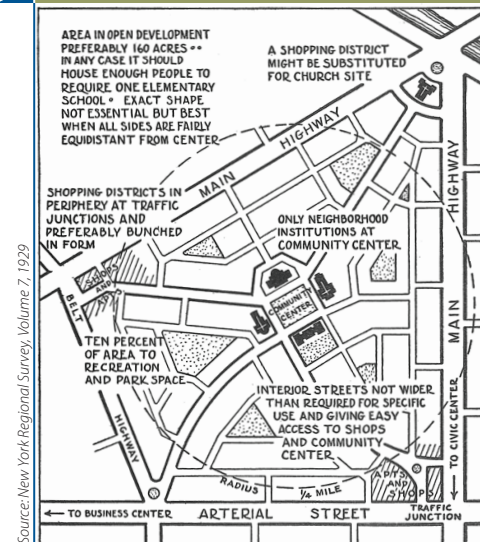 AREA IN OPEN DEVELOPMENT
PREFERABLY 160 ACRES ••
IN ANY CASE IT SHOULD
HOUSE ENOUGH PEOPLE TO
REQUIRE ONE ELEMENTARY
SCHOOL • EXACT SHAPE
NOT ESSENTIAL BUT BEST
WHEN ALL SIDES ARE FAIRLY
EQUIDISTANT FROM CENTER
A SHOPPING DISTRICT
MIGHT BE SUBSTITUTED
FOR CHURCH SITE
MAIN HIGHWAY
HIGHWAY
SHOPPING DISTRICTS IN
PERIPHERY AT TRAFFIC
JUNCTIONS AND
PREFERABLY BUNCHED
IN FORM
ONLY NEIGHBORHOOD
INSTITUTIONS AT
COMMUNITY CENTER
SHOPS
AND
APTS
BELT
COMMUNITY
CENTER
MAIN
TEN PERCENT
OF AREA TO
RECREATION
AND PARK SPACE
INTERIOR STREETS NOT WIDER
THAN REQUIRED FOR SPECIFIC
USE AND GIVING EASY
ACCESS TO SHOPS
AND COMMUNITY
CENTER
HIGHWAY
TO CIVIC CENTER
APTS
AND
SHOPS
RADIUS
1/4 MILE
TO BUSINESS CENTER
ARTERIAL STREET
TRAFFIC
JUNCTION
Source: New York Regional Survey, Volume 7, 1929